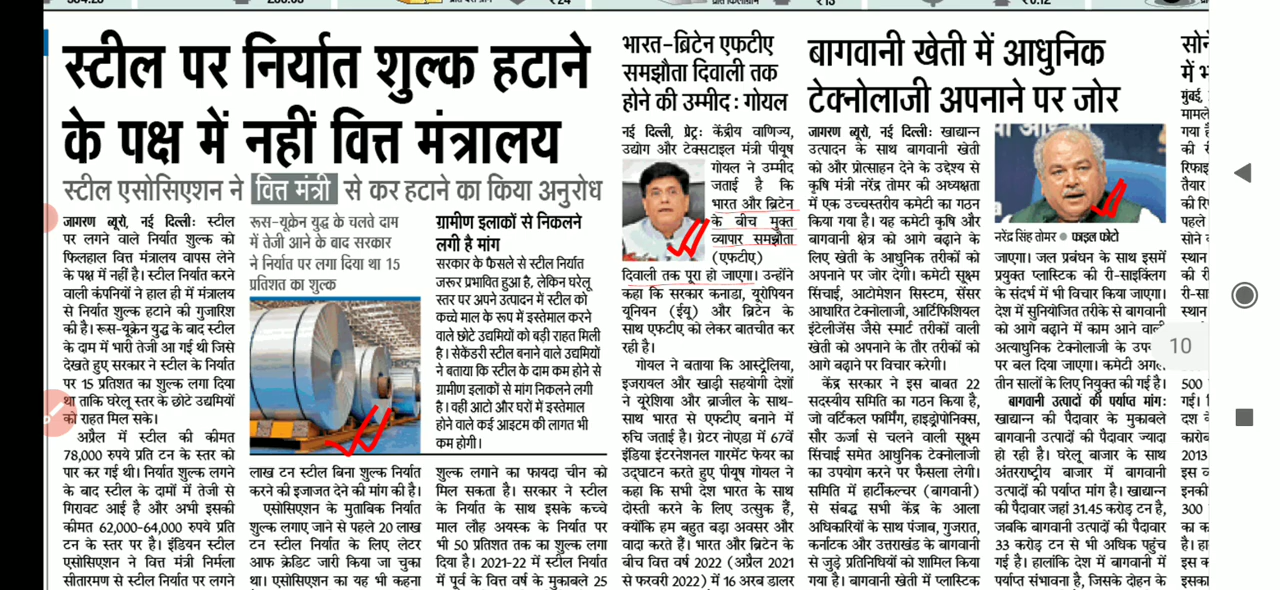 स्टील पर निर्यात शुल्क हटाने
के पक्ष में नहीं वित्त मंत्रालय
स्टील एसोसिएशन ने वित्त मंत्री से कर हटाने का किया अनुरोध
जागरण ब्यूरो, नई दिल्ली: स्टील
पर लगने वाले निर्यात शुल्क को
फिलहाल वित्त मंत्रालय वापस लेने
के पक्ष में नहीं है। स्टील निर्यात करने
वाली कंपनियों ने हाल ही में मंत्रालय
से निर्यात शुल्क हटाने की गुजारिश
की है। रूस-यूक्रेन युद्ध के बाद स्टील
के दाम में भारी तेजी आ गई थी जिसे
देखते हुए सरकार ने स्टील के निर्यात
पर 15 प्रतिशत का शुल्क लगा दिया
था ताकि घरेलू स्तर के छोटे उद्यमियों
को राहत मिल सके।
अप्रैल में स्टील की कीमत
78,000 रुपये प्रति टन के स्तर को
पार कर गई थी। निर्यात शुल्क लगने
के बाद स्टील के दामों में तेजी से
गिरावट आई है और अभी इसकी
कीमत 62,000-64,000 रुपये प्रति
टन के स्तर पर है। इंडियन स्टील
एसोसिएशन ने वित्त मंत्री निर्मला
सीतारमण से स्टील निर्यात पर लगने
रूस-यूक्रेन युद्ध के चलते दाम
में तेजी आने के बाद सरकार
ने निर्यात पर लगा दिया था 15
प्रतिशत का शुल्क
लाख टन स्टील बिना शुल्क निर्यात
करने की इजाजत देने की मांग की है।
एसोसिएशन के मुताबिक निर्यात
शुल्क लगाए जाने से पहले 20 लाख
टन स्टील निर्यात के लिए लेटर
आफ क्रेडिट जारी किया जा चुका
था। एसोसिएशन का यह भी कहना
ग्रामीण इलाकों से निकलने
लगी है मांग
सरकार के फैसले से स्टील निर्यात
जरूर प्रभावित हुआ है, लेकिन घरेलू
स्तर पर अपने उत्पादन में स्टील को
कच्चे माल के रूप में इस्तेमाल करने
वाले छोटे उद्यमियों को बड़ी राहत मिली
है। सेकेंडरी स्टील बनाने वाले उद्यमियों
ने बताया कि स्टील के दाम कम होने से
ग्रामीण इलाकों से मांग निकलने लगी
है। वही आटो और घरों में इस्तेमाल
होने वाले कई आइटम की लागत भी
कम होगी।
शुल्क लगाने का फायदा चीन को
मिल सकता है। सरकार ने स्टील
के निर्यात के साथ इसके कच्चे
माल लौह अयस्क के निर्यात पर
भी 50 प्रतिशत तक का शुल्क लगा
दिया है। 2021-22 में स्टील निर्यात
में पूर्व के वित्त वर्ष के मुकाबले 25
भारत-ब्रिटेन एफटीए
समझौता दिवाली तक
होने की उम्मीद : गोयल
नई दिल्ली, प्रेट्र: केंद्रीय वाणिज्य,
उद्योग और टेक्सटाइल मंत्री पीयूष
गोयल ने उम्मीद
जताई है कि
भारत और ब्रिटेन
के बीच मुक्त
व्यापार समझौता
(एफटीए)
दिवाली तक पूरा हो जाएगा। उन्होंने
कहा कि सरकार कनाडा, यूरोपियन
यूनियन (ईयू) और ब्रिटेन के
साथ एफटीए को लेकर बातचीत कर
रही है।
गोयल ने बताया कि आस्ट्रेलिया,
इजरायल और खाड़ी सहयोगी देशों
ने यूरेशिया और ब्राजील के साथ-
साथ भारत से एफटीए बनाने में
रुचि जताई है। ग्रेटर नोएडा में 67वें
इंडिया इंटरनेशनल गारमेंट फेयर का
उद्घाटन करते हुए पीयूष गोयल ने
कहा कि सभी देश भारत के साथ
दोस्ती करने के लिए उत्सुक हैं,
क्योंकि हम बहुत बड़ा अवसर और
वादा करते हैं। भारत और ब्रिटेन के
बीच वित्त वर्ष 2022 (अप्रैल 2021
से फरवरी 2022) में 16 अरब डालर
बागवानी खेती में आधुनिक
टेक्नोलाजी अपनाने पर जोर
जागरण ब्यूरो, नई दिल्ली: खाद्यान्न
उत्पादन के साथ बागवानी खेती
को और प्रोत्साहन देने के उद्देश्य से
कृषि मंत्री नरेंद्र तोमर की अध्यक्षता
में एक उच्चस्तरीय कमेटी का गठन
किया गया है। यह कमेटी कृषि और
बागवानी क्षेत्र को आगे बढ़ाने के
लिए खेती के आधुनिक तरीकों को
अपनाने पर जोर देगी। कमेटी सूक्ष्म
सिंचाई, आटोमेशन सिस्टम, सेंसर
आधारित टेक्नोलाजी, आर्टिफिशियल
इंटेलीजेंस जैसे स्मार्ट तरीकों वाली
खेती को अपनाने के तौर तरीकों को
आगे बढ़ाने पर विचार करेगी।
केंद्र सरकार ने इस बाबत 22
सदस्यीय समिति का गठन किया है,
जो वर्टिकल फार्मिंग, हाइड्रोपोनिक्स,
सौर ऊर्जा से चलने वाली सूक्ष्म
सिंचाई समेत आधुनिक टेक्नोलाजी
का उपयोग करने पर फैसला लेगी।
समिति में हार्टीकल्चर (बागवानी)
से संबद्ध सभी केंद्र के आला
अधिकारियों के साथ पंजाब, गुजरात,
कर्नाटक और उत्तराखंड के बागवानी
से जुड़े प्रतिनिधियों को शामिल किया
गया है। बागवानी खेती में प्लास्टिक
नरेंद्र सिंह तोमर ● फाइल फोटो
जाएगा। जल प्रबंधन के साथ इसमें
प्रयुक्त प्लास्टिक की री-साइक्लिंग
के संदर्भ में भी विचार किया जाएगा।
देश में सुनियोजित तरीके से बागवानी
को आगे बढ़ाने में काम आने वाली
अत्याधुनिक टेक्नोलाजी के
पर बल दिया जाएगा। कमेटी
तीन सालों के लिए नियुक्त की गई है।
बागवानी उत्पादों की पर्याप्त मांग:
खाद्यान्न की पैदावार के मुकाबले
बागवानी उत्पादों की पैदावार ज्यादा
हो रही है। घरेलू बाजार के साथ
अंतरराष्ट्रीय बाजार में बागवानी
उत्पादों की पर्याप्त मांग है। खाद्यान्न
की पैदावार जहां 31.45 करोड़ टन है,
जबकि बागवानी उत्पादों की पैदावार
33 करोड़ टन से भी अधिक पहुंच
गई है। हालांकि देश में बागवानी में
पर्याप्त संभावना है, जिसके दोहन के
10
सोने
में भ
मुंबई,
मामले
गया है
की री
रिफाइ
तैयार
की रि
पहले
सोने व
स्थान
की री
री-सा
स्थान
500
गई।
देश वे
कारोब
2013
इस व
इनकी
300
का क
है। हा
इस क
इसका